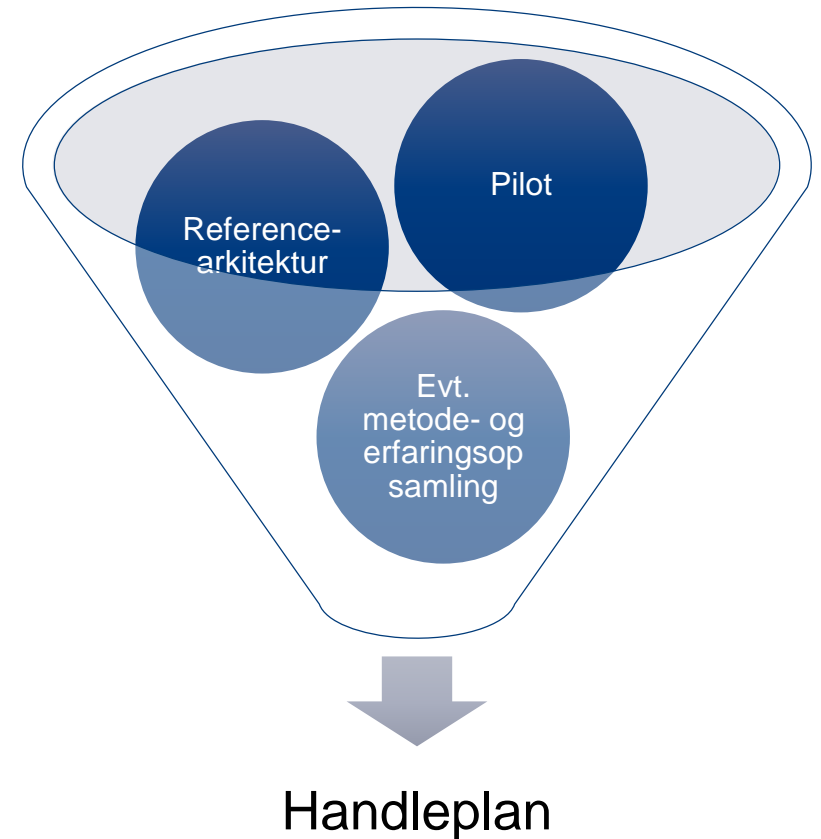 Pilot
Reference-
arkitektur
Evt.
metode- og
erfaringsop
samling
Handleplan